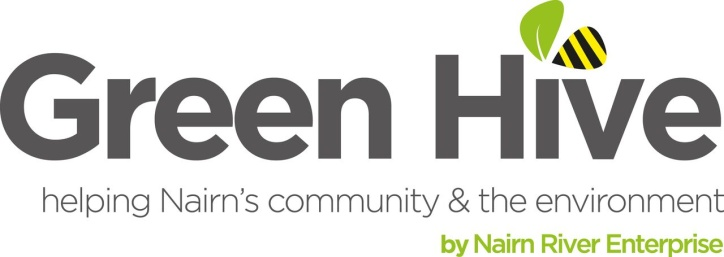 Green Hive
helping Nairn's community & the environment
by Nairn River Enterprise